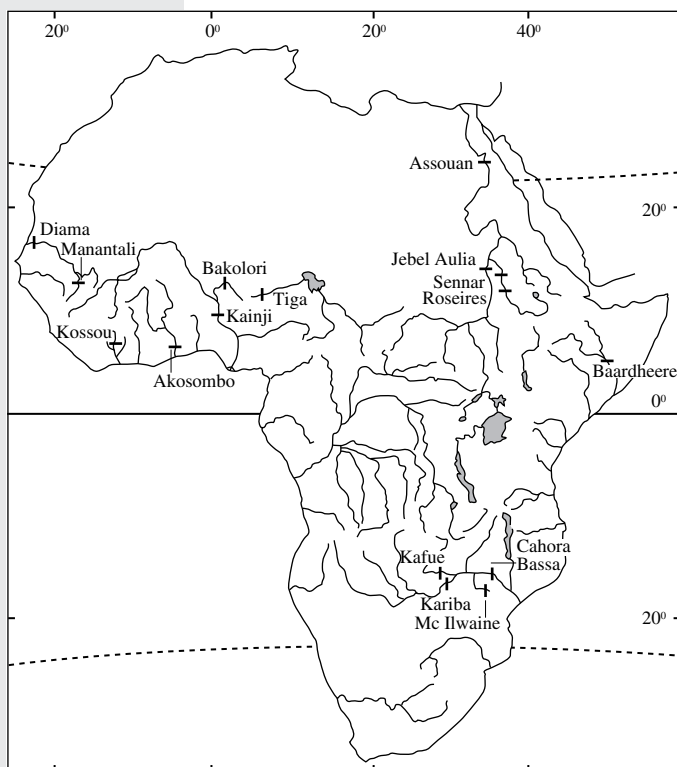 20⁰ 0⁰ 20⁰ 40⁰
Assouan
20⁰
Diama
Manantali
Jebel Aulia
Bakolori
Sennar
Tiga
Roseires
Kainji
Kossou
Baardheere
Akosombo
0⁰
Cahora
Bassa
Kafue
Kariba
Mc Ilwaine
20⁰